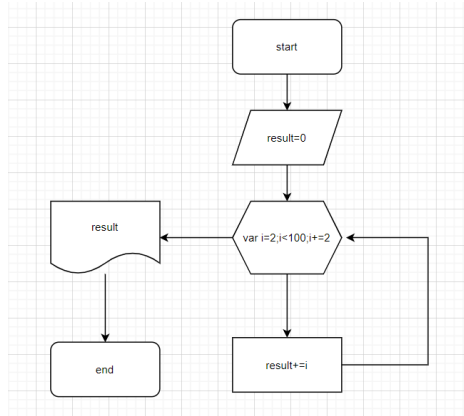 start
result=0
var i=2;i<100;i+=2
result
result+=i
end